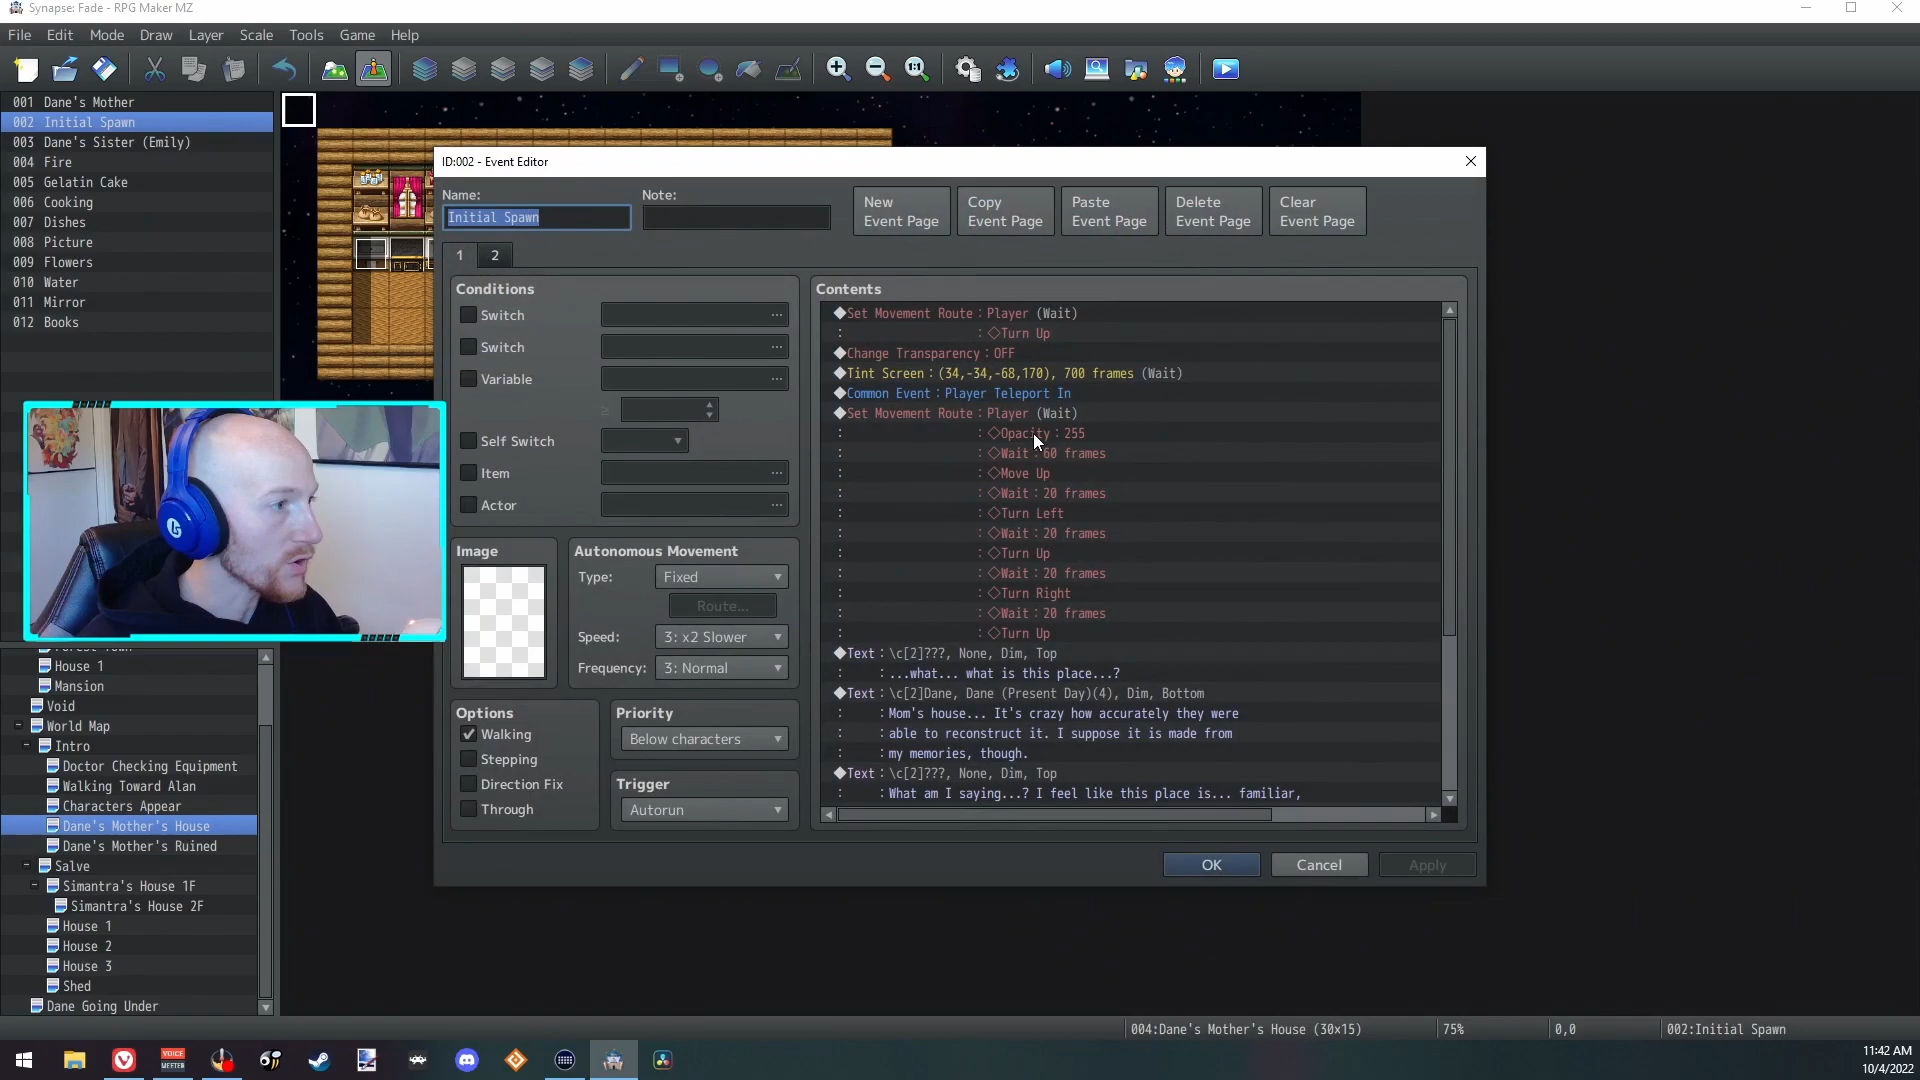 Synapse: Fade - RPG Maker MZ
File Edit Mode Draw Layer Scale Tools Game Help
1:1
001 Dane's Mother
002 Initial Spawn
003 Dane's Sister (Emily)
004 Fire
005 Gelatin Cake
006 Cooking
007 Dishes
008 Picture
009 Flowers
010 Water
011 Mirror
012 Books
House 1
Mansion
Void
World Map
Intro
Doctor Checking Equipment
Walking Toward Alan
Characters Appear
Dane's Mother's House
Dane's Mother's Ruined
Salve
Simantra's House 1F
Simantra's House 2F
House 1
House 2
House 3
Shed
Dane Going Under
ID:002 - Event Editor
Name:
Initial Spawn
Note:
New Event Page
Copy Event Page
Paste Event Page
Delete Event Page
Clear Event Page
1 2
Conditions
Switch ...
Switch ...
Variable ...
≥
Self Switch
Item ...
Actor ...
Image
Autonomous Movement
Type: Fixed
Route...
Speed: 3: x2 Slower
Frequency: 3: Normal
Options
Walking
Stepping
Direction Fix
Through
Priority
Below characters
Trigger
Autorun
Contents
◆Set Movement Route : Player (Wait)
: : ◇Turn Up
◆Change Transparency : OFF
◆Tint Screen : (34,-34,-68,170), 700 frames (Wait)
◆Common Event : Player Teleport In
◆Set Movement Route : Player (Wait)
: : ◇Opacity : 255
: : ◇Wait : 60 frames
: : ◇Move Up
: : ◇Wait : 20 frames
: : ◇Turn Left
: : ◇Wait : 20 frames
: : ◇Turn Up
: : ◇Wait : 20 frames
: : ◇Turn Right
: : ◇Wait : 20 frames
: : ◇Turn Up
◆Text : \c[2]???, None, Dim, Top
: : ...what... what is this place...?
◆Text : \c[2]Dane, Dane (Present Day)(4), Dim, Bottom
: : Mom's house... It's crazy how accurately they were
: : able to reconstruct it. I suppose it is made from
: : my memories, though.
◆Text : \c[2]???, None, Dim, Top
: : What am I saying...? I feel like this place is... familiar,
OK Cancel Apply
004:Dane's Mother's House (30x15) 75% 0,0 002:Initial Spawn
VOICE MEETER
11:42 AM
10/4/2022